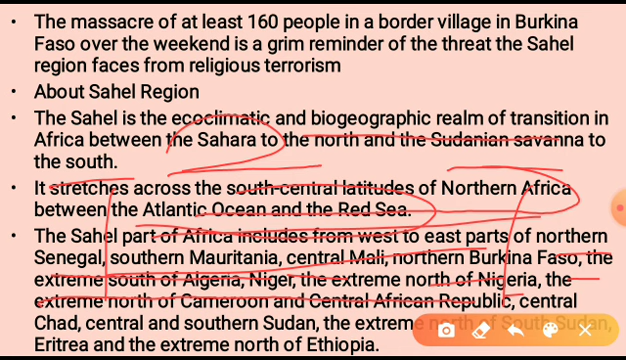 • The massacre of at least 160 people in a border village in Burkina
Faso over the weekend is a grim reminder of the threat the Sahel
region faces from religious terrorism
• About Sahel Region
• The Sahel is the ecoclimatic and biogeographic realm of transition in
Africa between the Sahara to the north and the Sudanian savanna to
the south.
• It stretches across the south-central latitudes of Northern Africa
between the Atlantic Ocean and the Red Sea.
• The Sahel part of Africa includes from west to east parts of northern
Senegal, southern Mauritania, central Mali, northern Burkina Faso, the
extreme south of Algeria, Niger, the extreme north of Nigeria, the
extreme north of Cameroon and Central African Republic, central
Chad, central and southern Sudan, the extreme north of South Sudan,
Eritrea and the extreme north of Ethiopia.